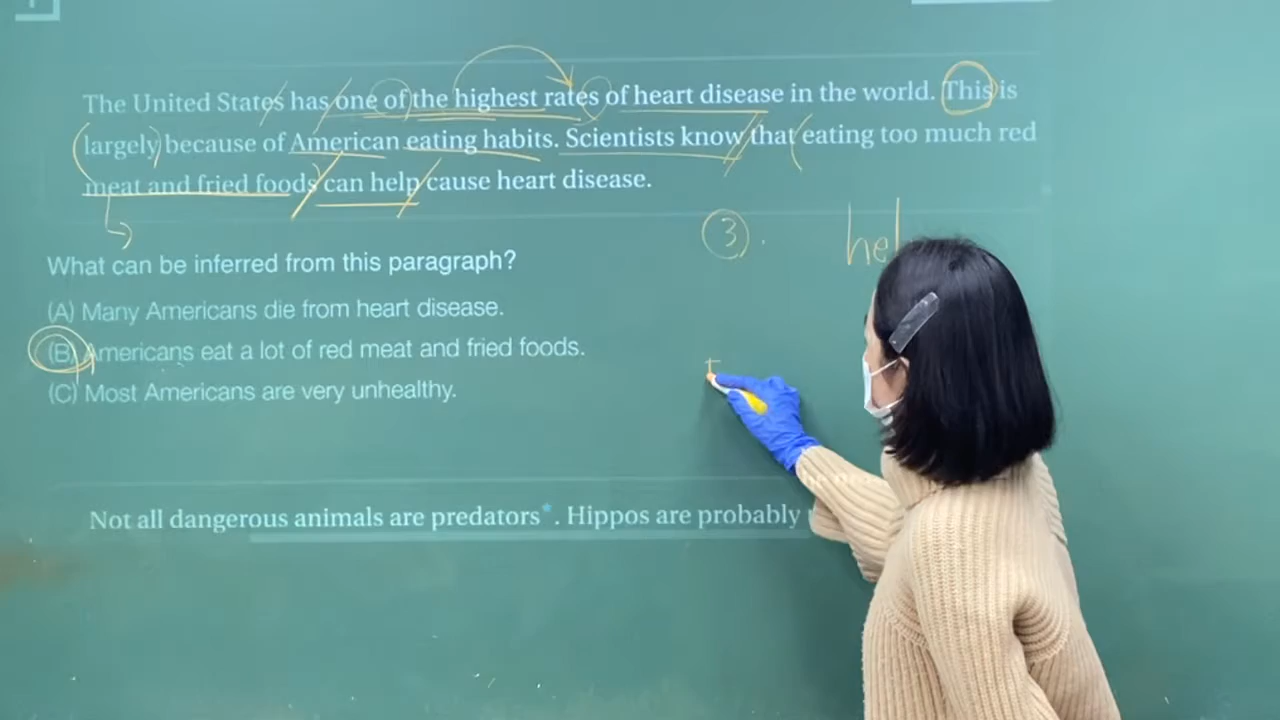 The United States has one of the highest rates of heart disease in the world. This is
largely because of American eating habits. Scientists know that eating too much red
meat and fried foods can help cause heart disease.
③. hel
What can be inferred from this paragraph?
(A) Many Americans die from heart disease.
(B) Americans eat a lot of red meat and fried foods.
(C) Most Americans are very unhealthy.
Not all dangerous animals are predators*. Hippos are probably